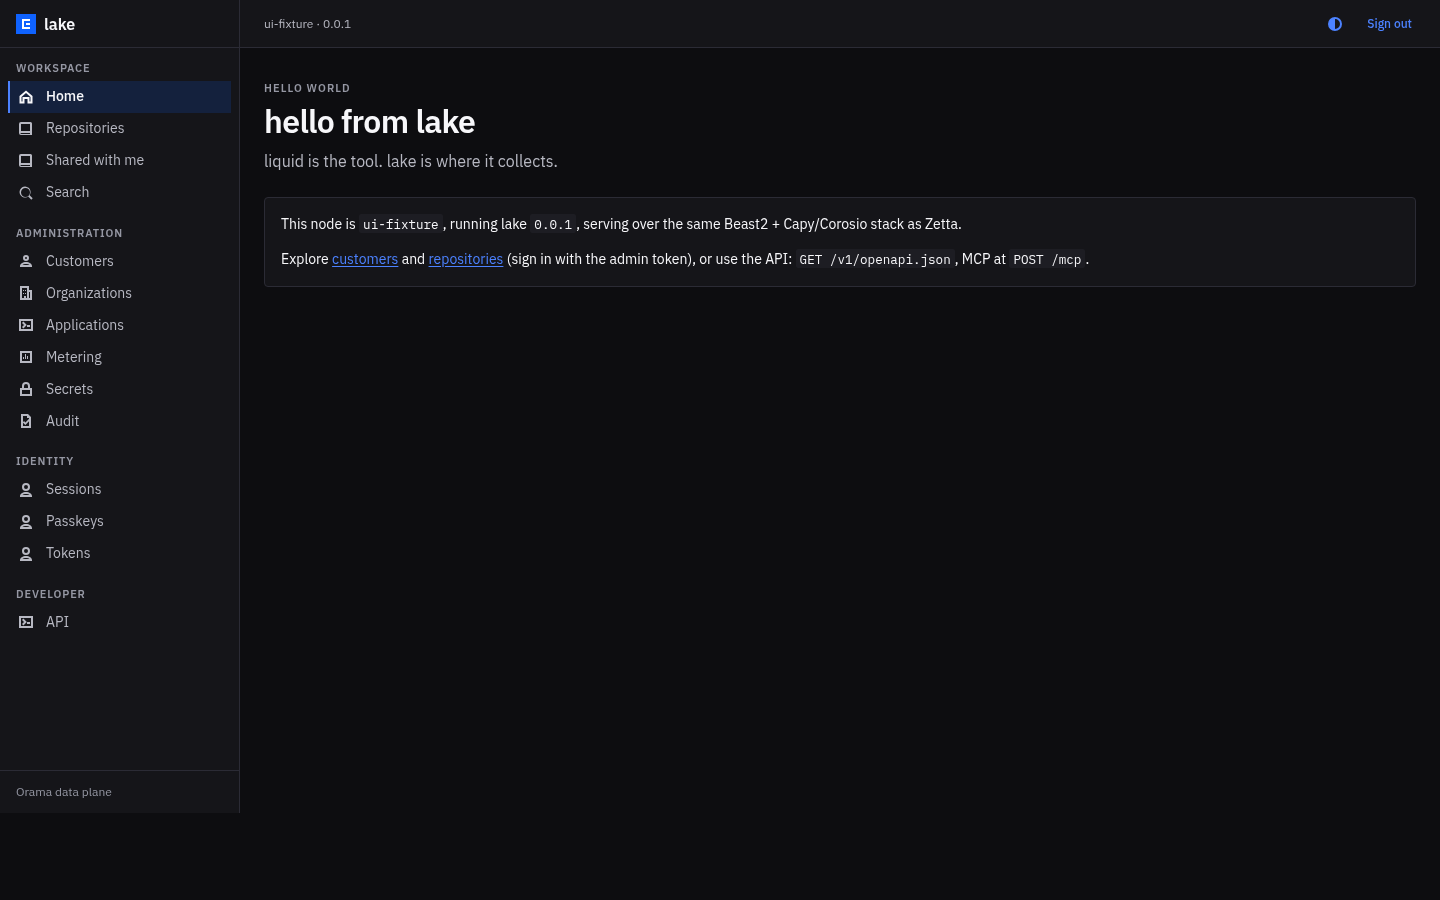 lake
ui-fixture · 0.0.1
Sign out
WORKSPACE
Home
Repositories
Shared with me
Search
ADMINISTRATION
Customers
Organizations
Applications
Metering
Secrets
Audit
IDENTITY
Sessions
Passkeys
Tokens
DEVELOPER
API
Orama data plane
HELLO WORLD
hello from lake
liquid is the tool. lake is where it collects.
This node is ui-fixture, running lake 0.0.1, serving over the same Beast2 + Capy/Corosio stack as Zetta.
Explore customers and repositories (sign in with the admin token), or use the API: GET /v1/openapi.json, MCP at POST /mcp.